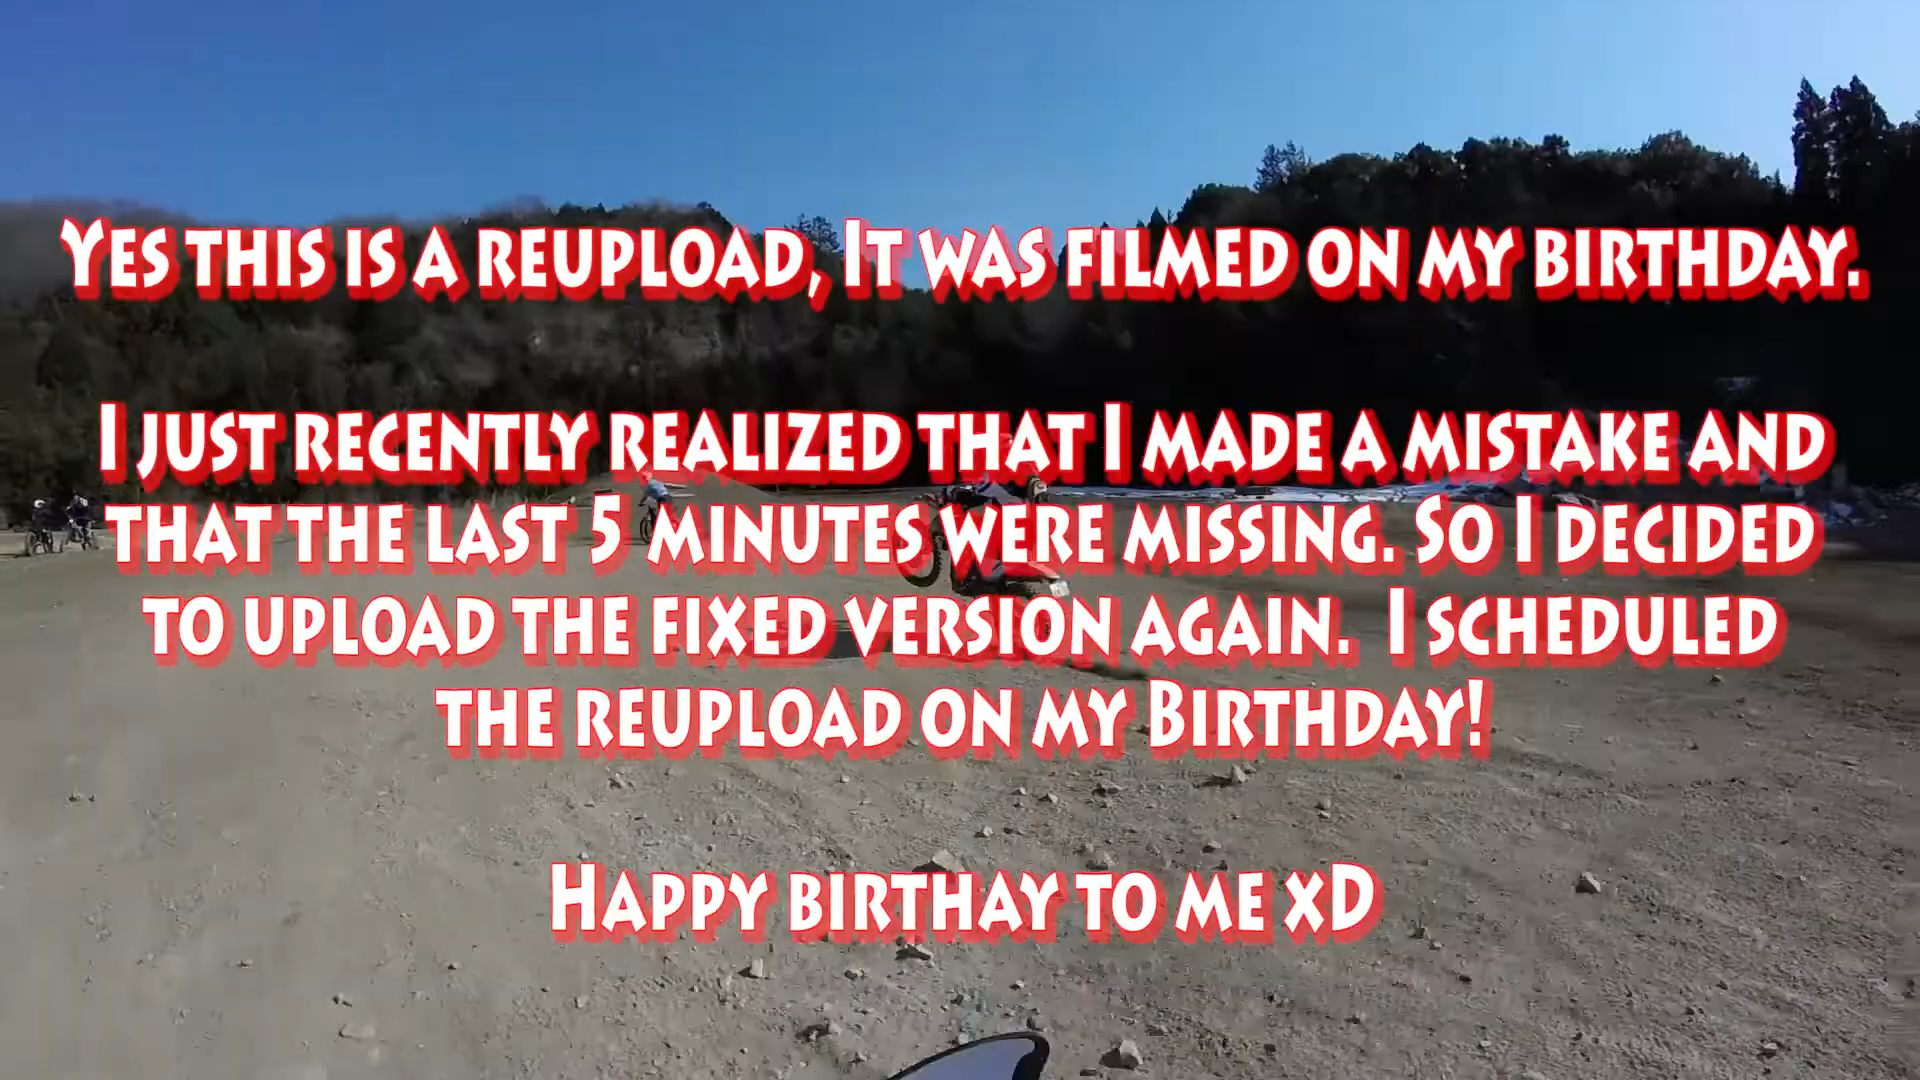 Yes this is a reupload, It was filmed on my birthday.
I just recently realized that I made a mistake and
that the last 5 minutes were missing. So I decided
to upload the fixed version again. I scheduled
the reupload on my Birthday!
Happy birthay to me xD